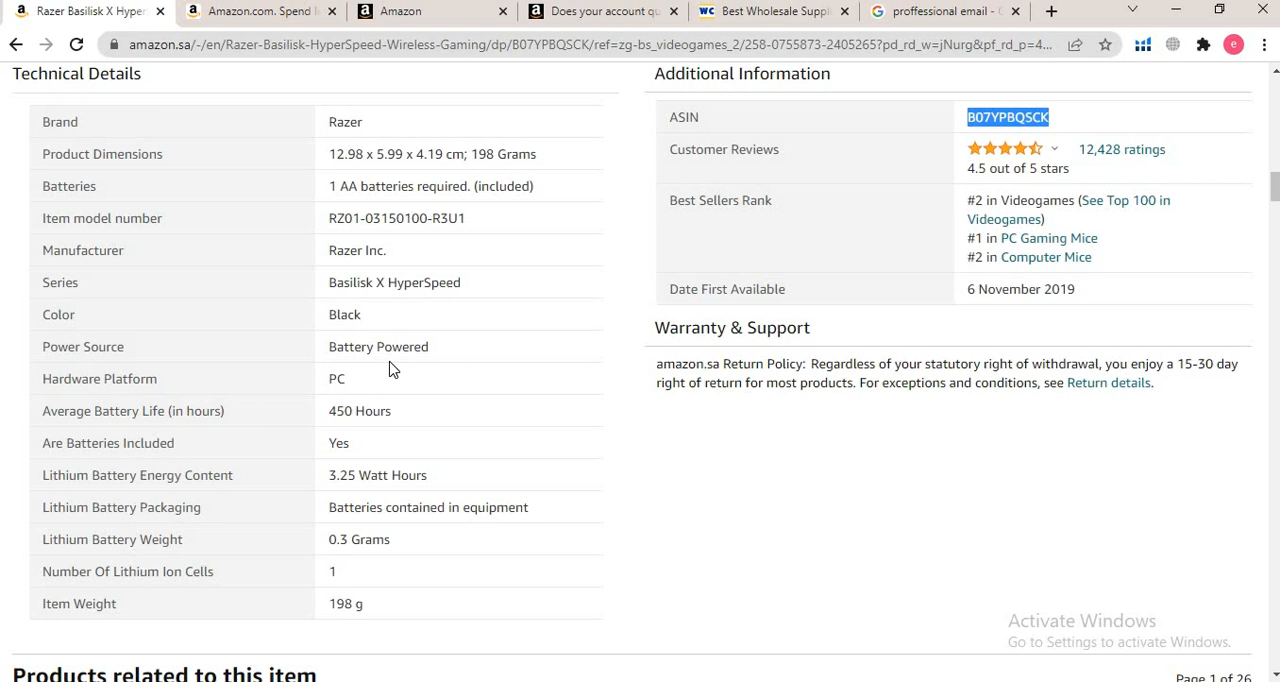 Razer Basilisk X Hyper
Amazon.com. Spend l
Amazon
Does your account qu
WC Best Wholesale Suppli
proffessional email - G
amazon.sa/-/en/Razer-Basilisk-HyperSpeed-Wireless-Gaming/dp/B07YPBQSCK/ref=zg-bs_videogames_2/258-0755873-2405265?pd_rd_w=jNurg&pf_rd_p=4...
e
Technical Details
Brand Razer
Product Dimensions 12.98 x 5.99 x 4.19 cm; 198 Grams
Batteries 1 AA batteries required. (included)
Item model number RZ01-03150100-R3U1
Manufacturer Razer Inc.
Series Basilisk X HyperSpeed
Color Black
Power Source Battery Powered
Hardware Platform PC
Average Battery Life (in hours) 450 Hours
Are Batteries Included Yes
Lithium Battery Energy Content 3.25 Watt Hours
Lithium Battery Packaging Batteries contained in equipment
Lithium Battery Weight 0.3 Grams
Number Of Lithium Ion Cells 1
Item Weight 198 g
Additional Information
ASIN B07YPBQSCK
Customer Reviews 12,428 ratings
4.5 out of 5 stars
Best Sellers Rank #2 in Videogames (See Top 100 in
Videogames)
#1 in PC Gaming Mice
#2 in Computer Mice
Date First Available 6 November 2019
Warranty & Support
amazon.sa Return Policy: Regardless of your statutory right of withdrawal, you enjoy a 15-30 day
right of return for most products. For exceptions and conditions, see Return details.
Activate Windows
Go to Settings to activate Windows.
Products related to this item
Page 1 of 26